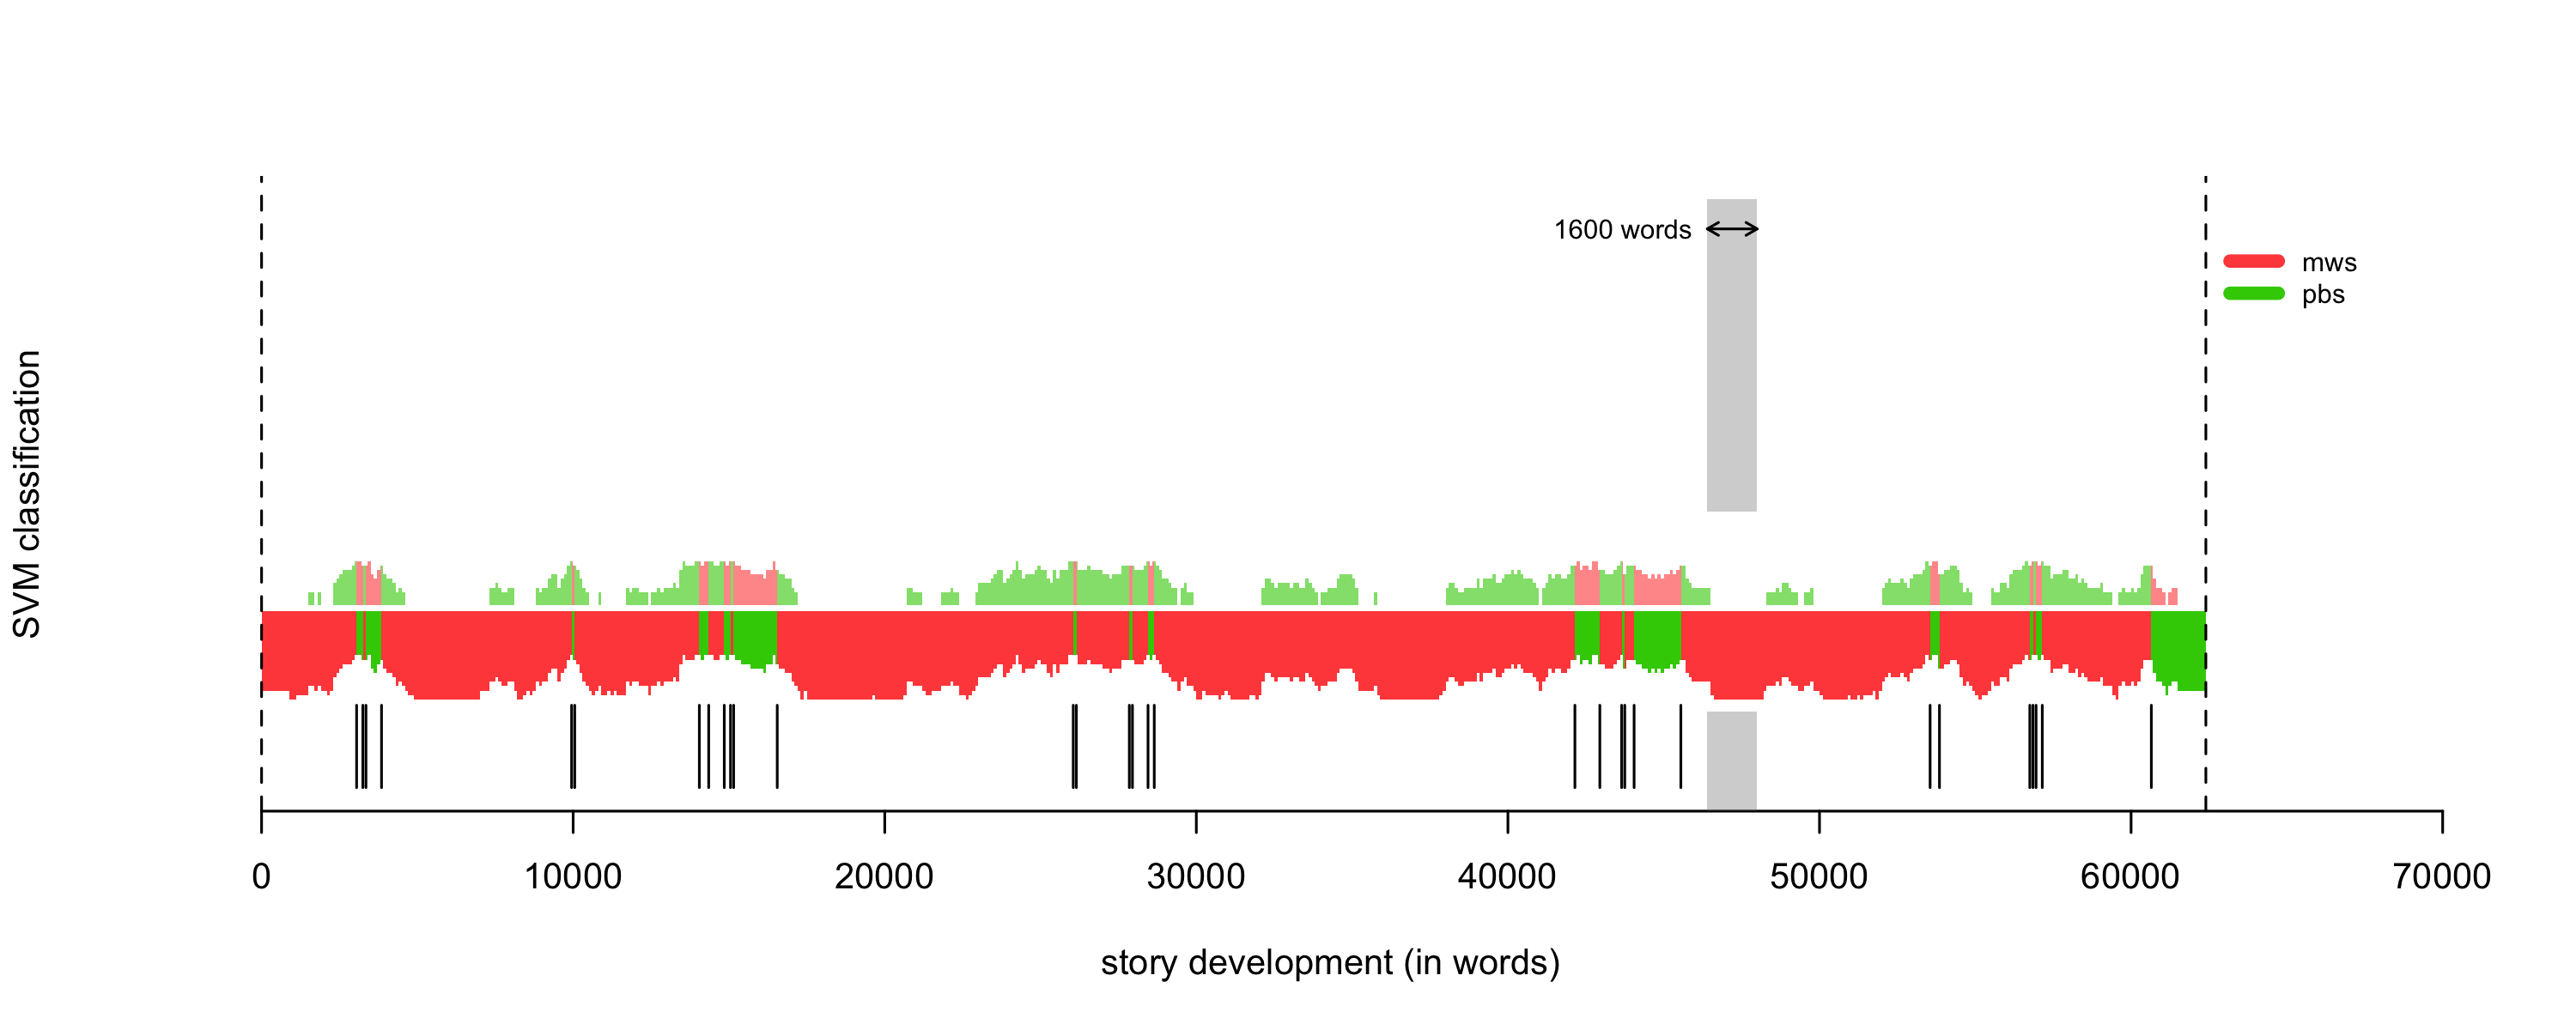 1600 words
mws
pbs
SVM classification
0 10000 20000 30000 40000 50000 60000 70000
story development (in words)